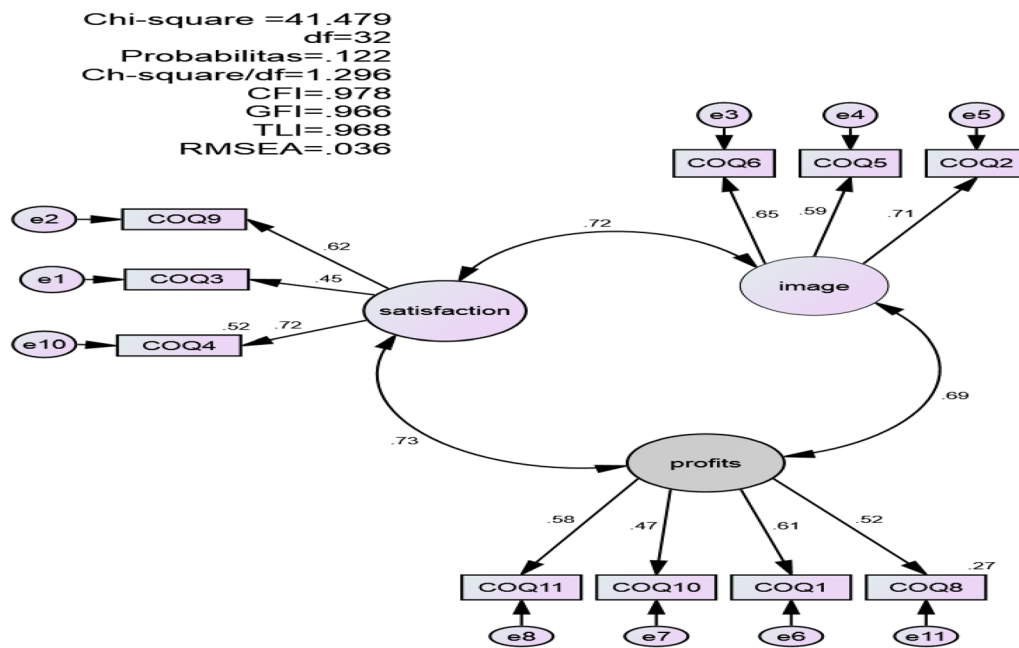 Chi-square =41.479
df=32
Probabilitas=.122
Ch-square/df=1.296
CFI=.978
GFI=.966
TLI=.968
RMSEA=.036
e3 e4 e5
COQ6 COQ5 COQ2
.65 .59 .71
e2 COQ9
.62
.72
e1 COQ3
.45
image
satisfaction
.52 .72
e10 COQ4
.69
.73
profits
.58 .47 .61 .52
.27
COQ11 COQ10 COQ1 COQ8
e8 e7 e6 e11